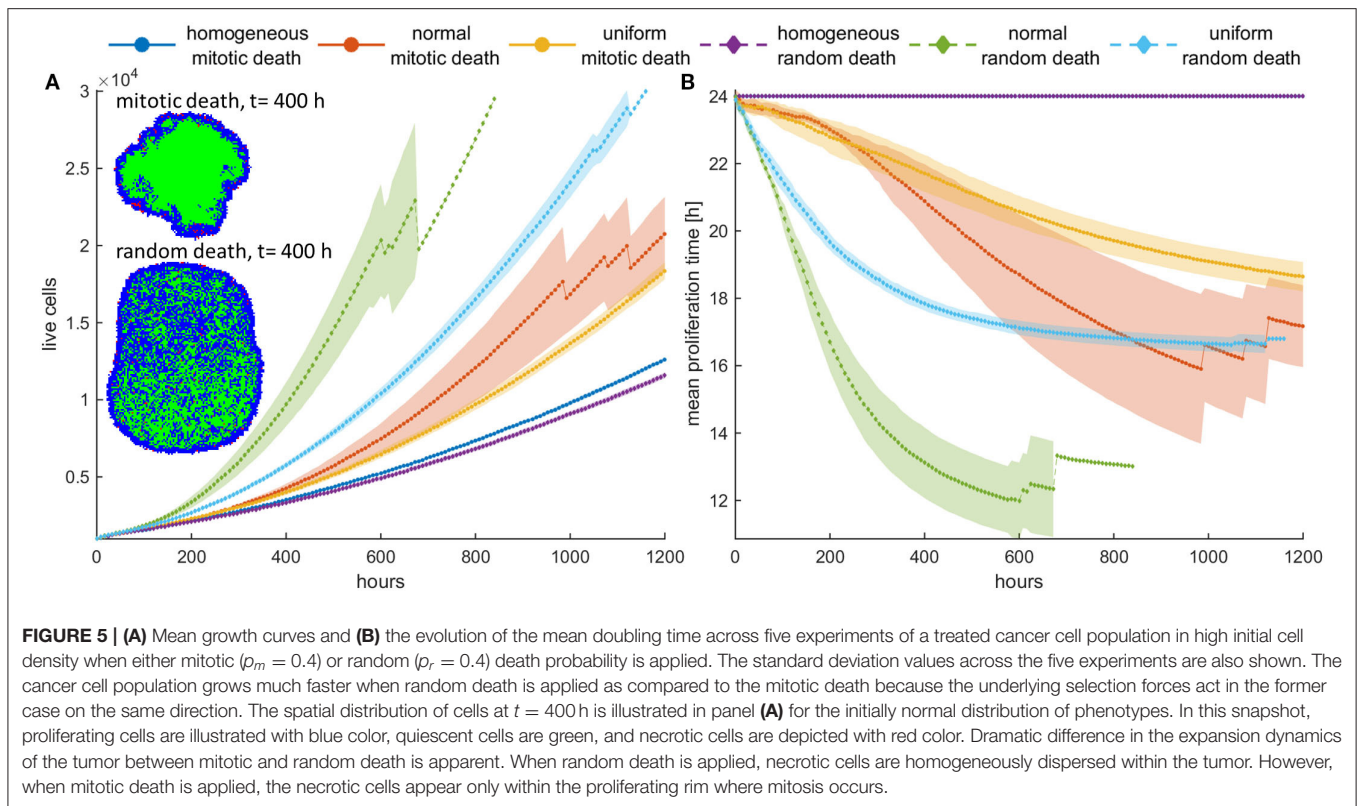 homogeneous mitotic death
normal mitotic death
uniform mitotic death
homogeneous random death
normal random death
uniform random death
A
×10⁴
mitotic death, t= 400 h
random death, t= 400 h
live cells
3
2.5
2
1.5
1
0.5
0 200 400 600 800 1000 1200
hours
B
mean proliferation time [h]
24
22
20
18
16
14
12
0 200 400 600 800 1000 1200
hours
FIGURE 5 | (A) Mean growth curves and (B) the evolution of the mean doubling time across five experiments of a treated cancer cell population in high initial cell
density when either mitotic (pm = 0.4) or random (pr = 0.4) death probability is applied. The standard deviation values across the five experiments are also shown. The
cancer cell population grows much faster when random death is applied as compared to the mitotic death because the underlying selection forces act in the former
case on the same direction. The spatial distribution of cells at t = 400 h is illustrated in panel (A) for the initially normal distribution of phenotypes. In this snapshot,
proliferating cells are illustrated with blue color, quiescent cells are green, and necrotic cells are depicted with red color. Dramatic difference in the expansion dynamics
of the tumor between mitotic and random death is apparent. When random death is applied, necrotic cells are homogeneously dispersed within the tumor. However,
when mitotic death is applied, the necrotic cells appear only within the proliferating rim where mitosis occurs.